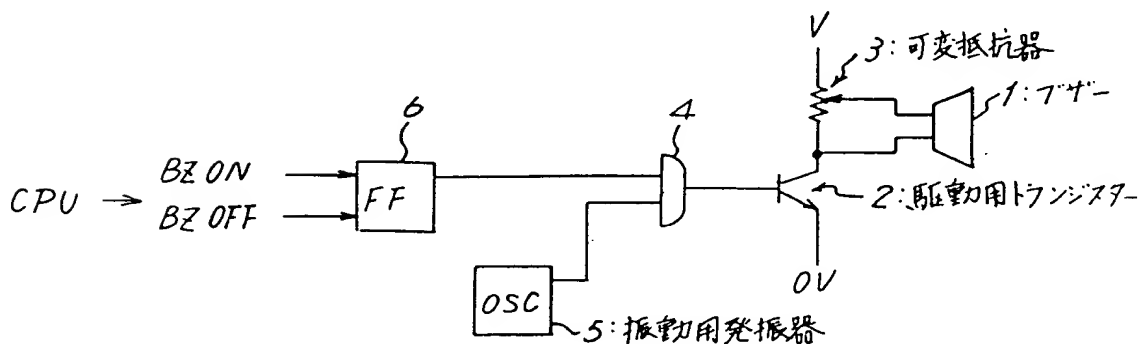 V
3:可変抵抗器
1:ブザー
6
4
CPU → BZ ON
BZ OFF
FF
2:駆動用トランジスター
0V
OSC
5:振動用発振器